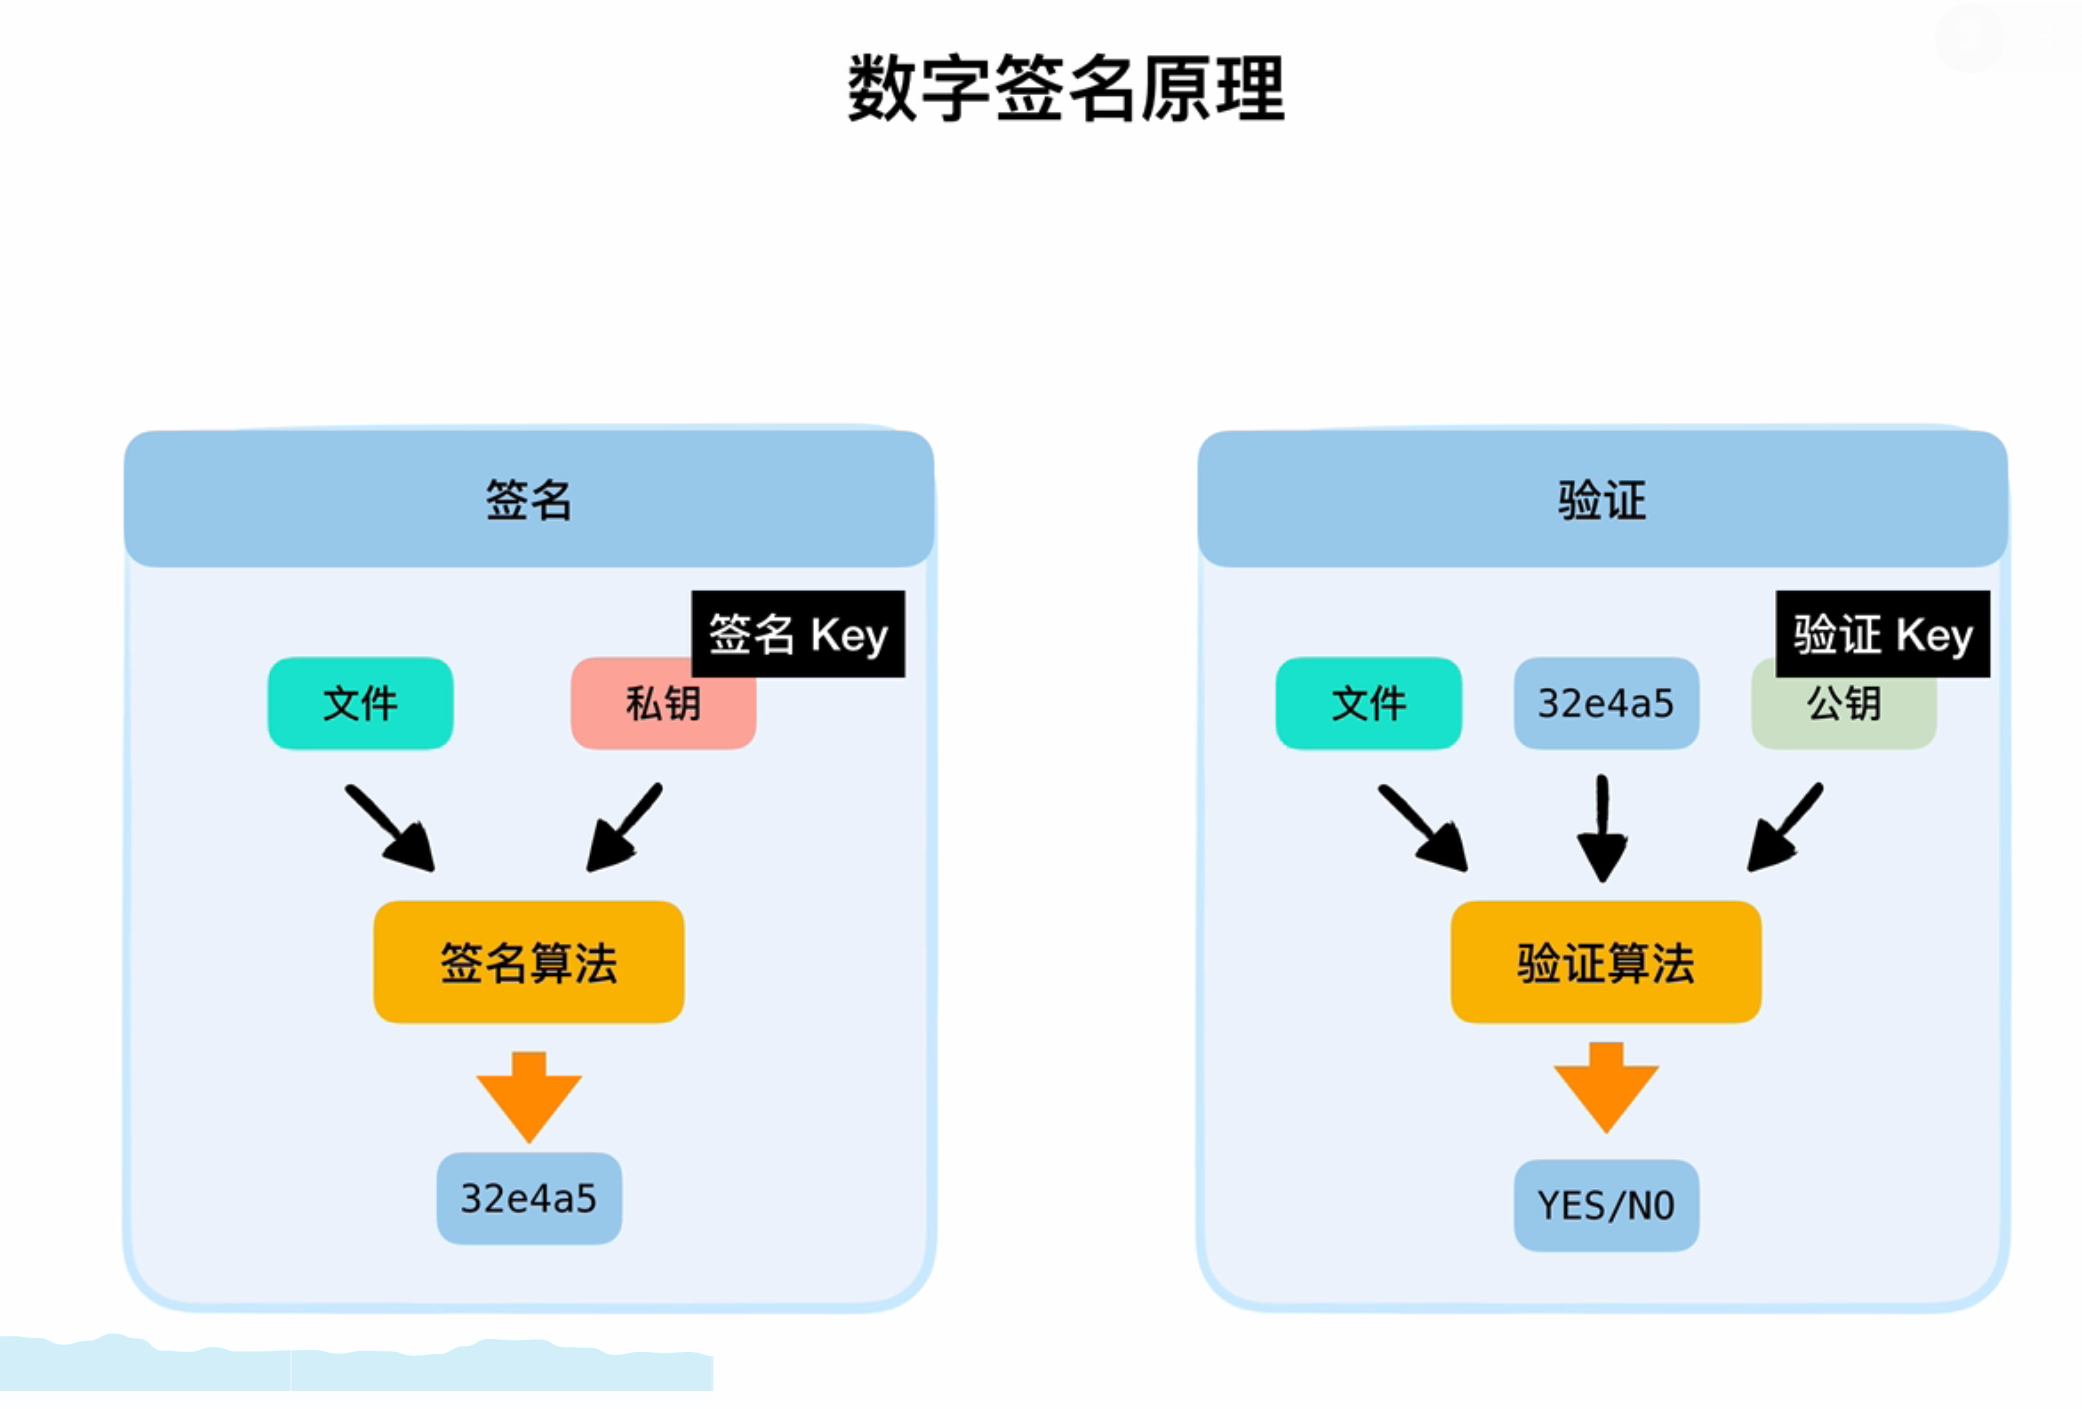 数字签名原理
签名
签名 Key
文件
私钥
签名算法
32e4a5
验证
验证 Key
文件
32e4a5
公钥
验证算法
YES/NO